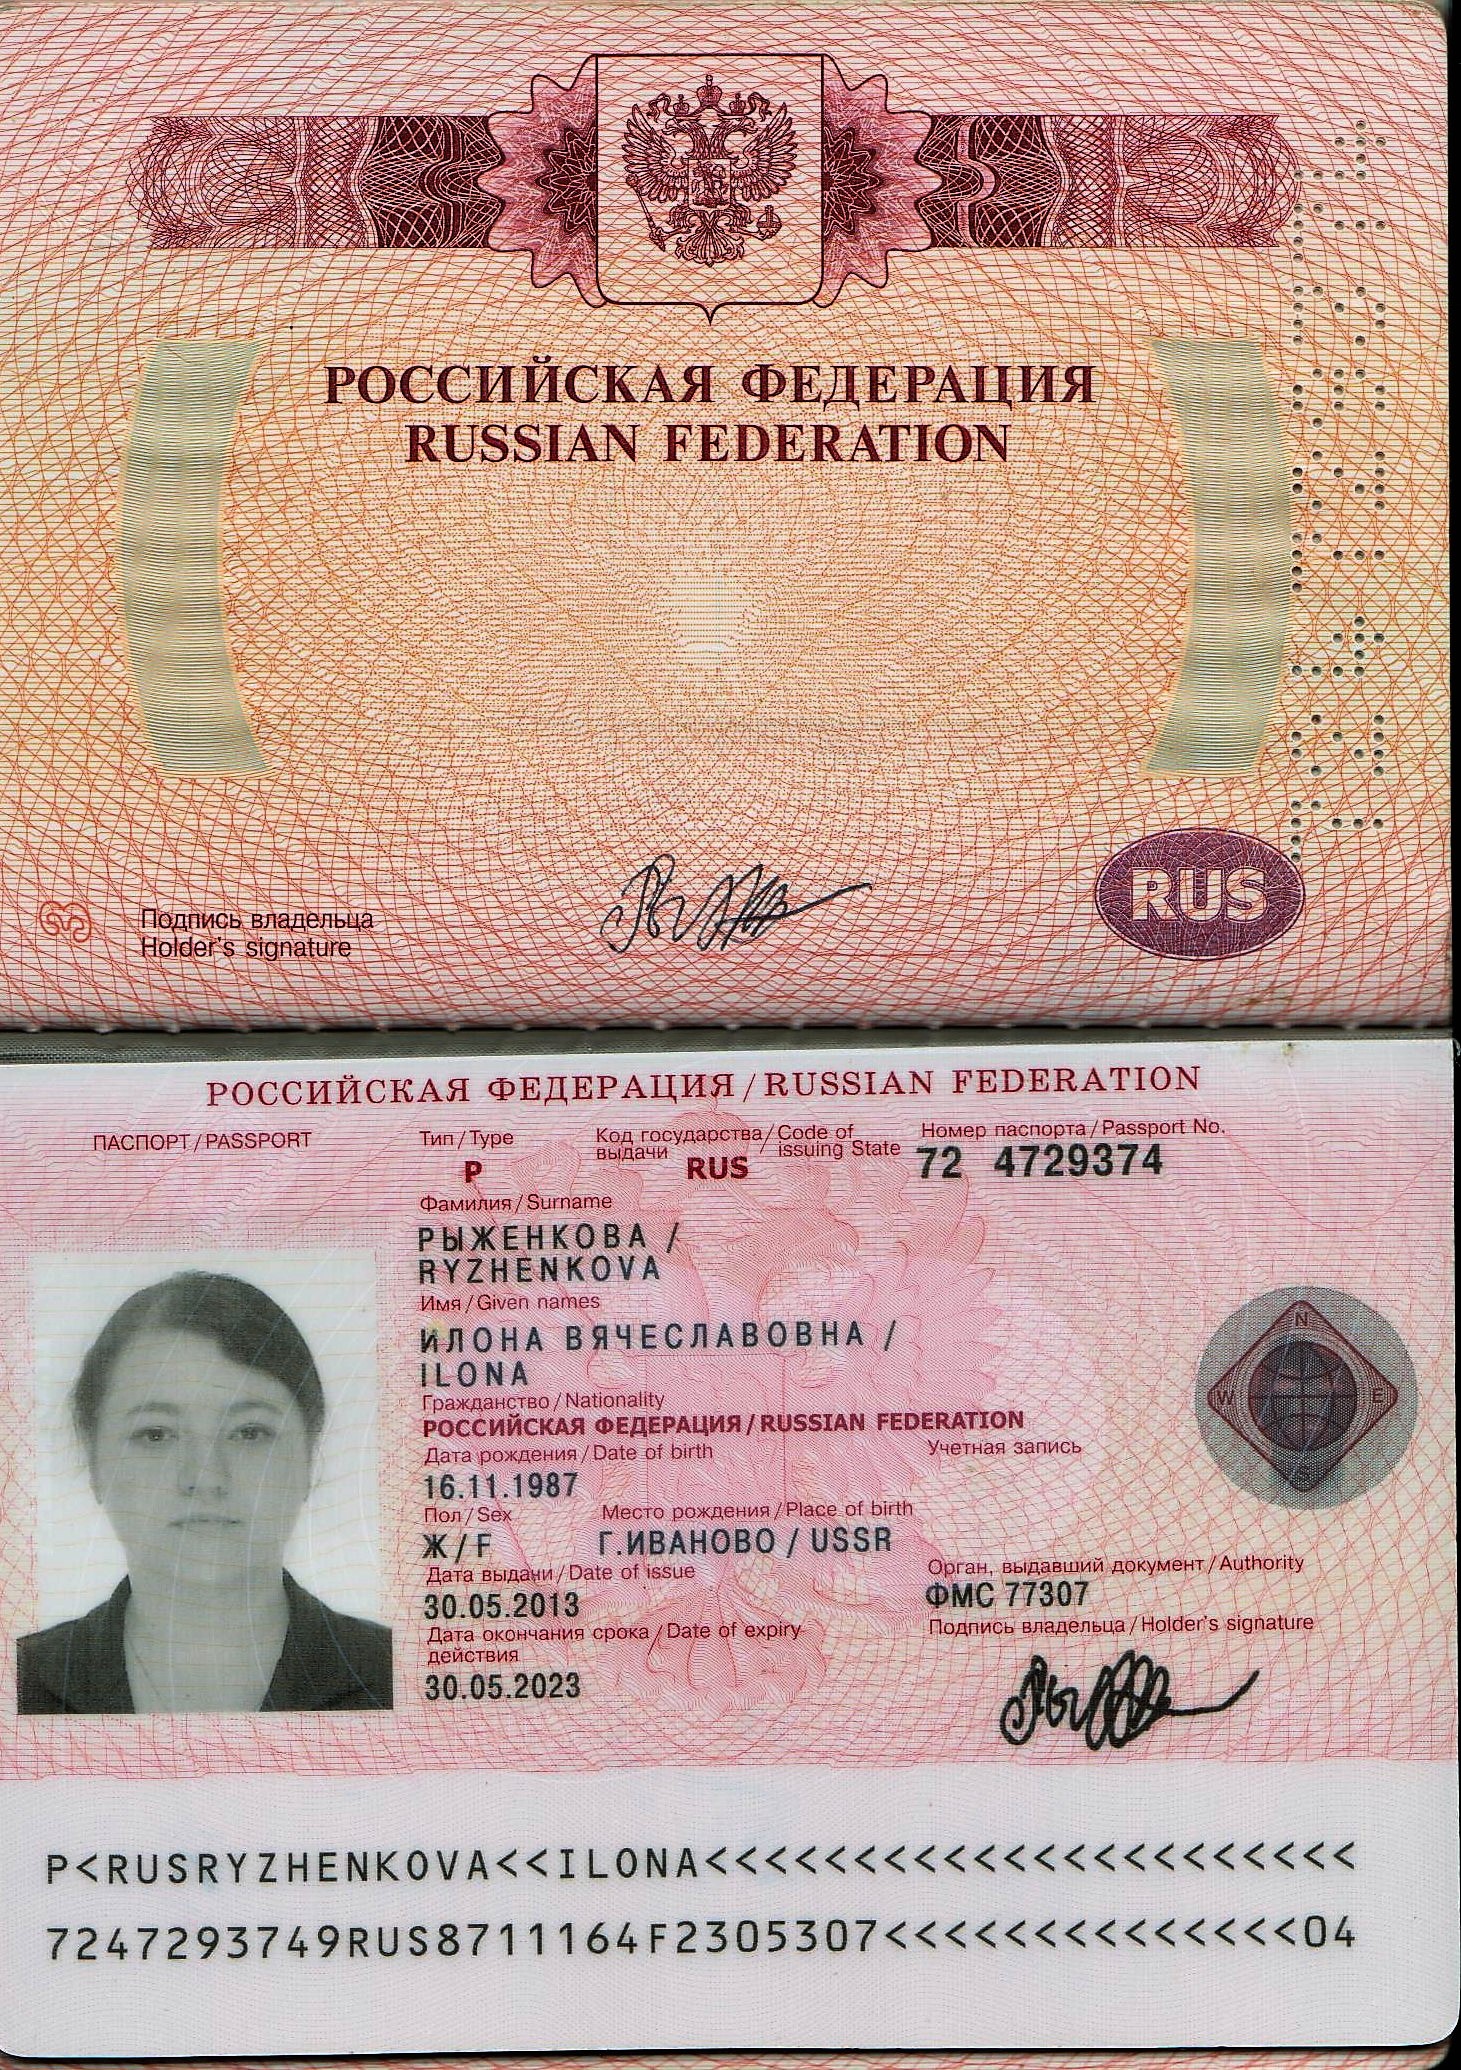 РОССИЙСКАЯ ФЕДЕРАЦИЯ
RUSSIAN FEDERATION
RUS
Подпись владельца
Holder's signature
РОССИЙСКАЯ ФЕДЕРАЦИЯ / RUSSIAN FEDERATION
ПАСПОРТ / PASSPORT
Тип / Type
P
Код государства / Code of
выдачи issuing State
RUS
Номер паспорта / Passport No.
72 4729374
Фамилия / Surname
РЫЖЕНКОВА /
RYZHENKOVA
Имя / Given names
ИЛОНА ВЯЧЕСЛАВОВНА /
ILONA
Гражданство / Nationality
РОССИЙСКАЯ ФЕДЕРАЦИЯ / RUSSIAN FEDERATION
Дата рождения / Date of birth
Учетная запись
16.11.1987
Пол / Sex
Место рождения / Place of birth
Ж / F
Г.ИВАНОВО / USSR
Дата выдачи / Date of issue
Орган, выдавший документ / Authority
30.05.2013
ФМС 77307
Дата окончания срока / Date of expiry
действия
Подпись владельца / Holder's signature
30.05.2023
N
W
E
S
P<RUSRYZHENKOVA<<ILONA<<<<<<<<<<<<<<<<<<<<<<
7247293749RUS8711164F2305307<<<<<<<<<<<<<<04